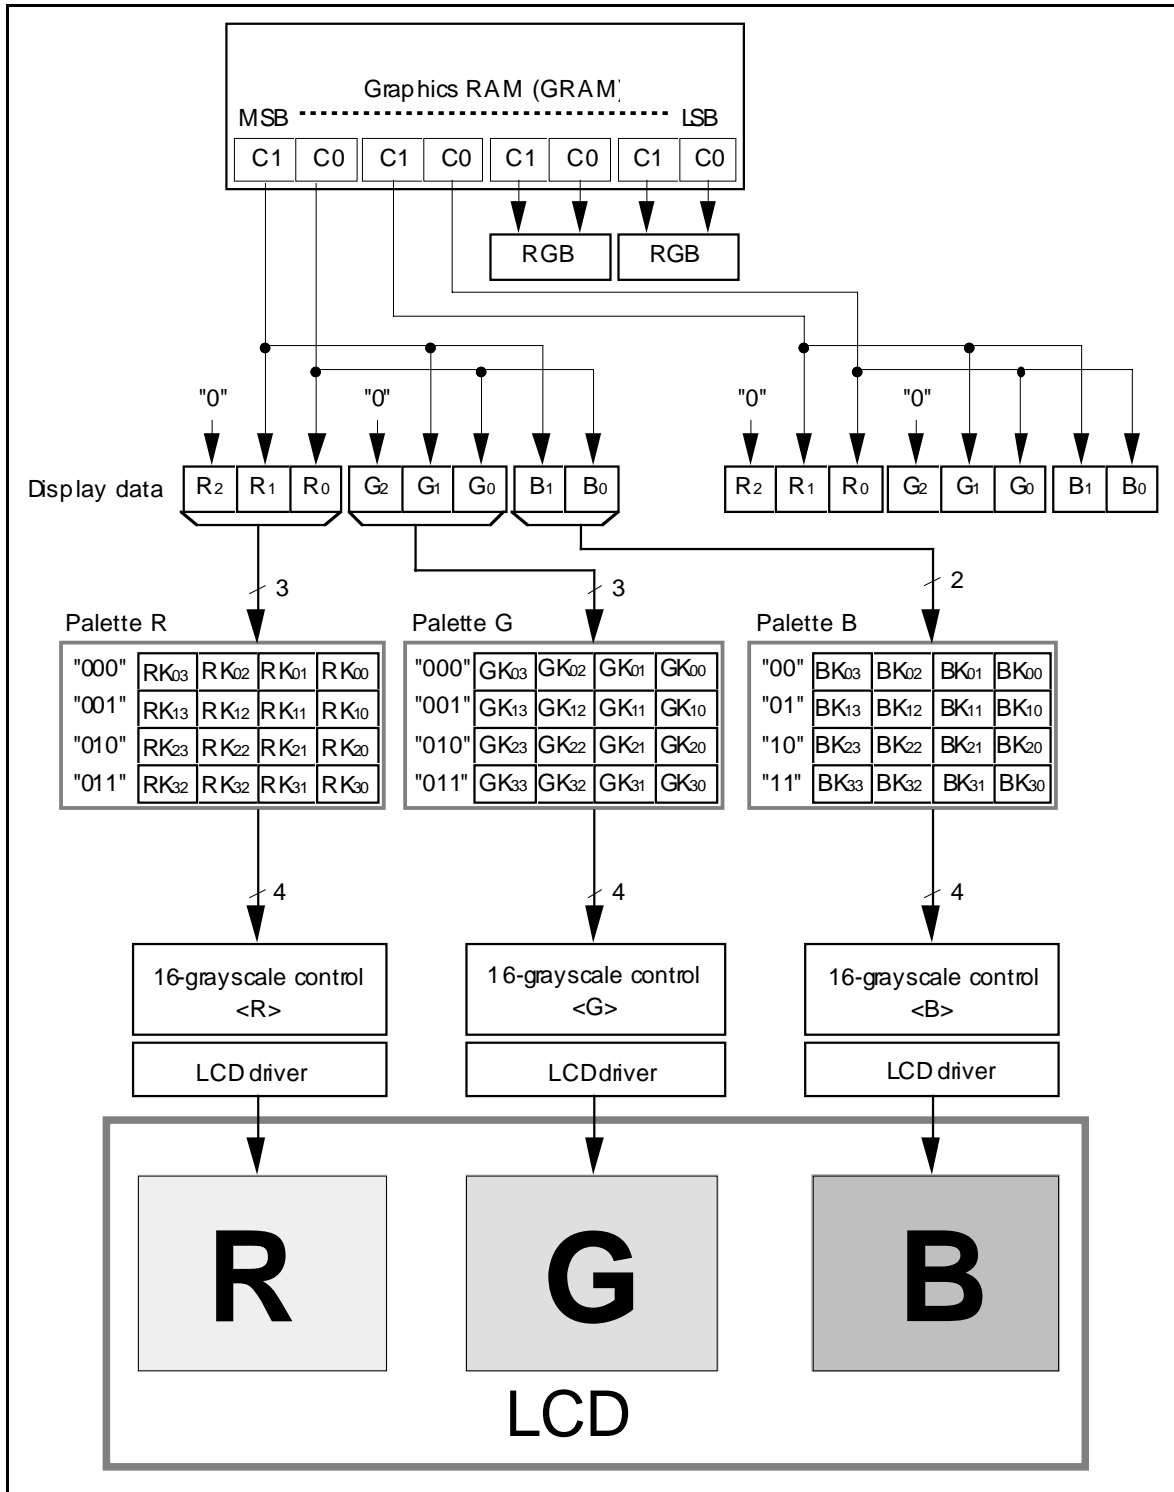 Graphics RAM (GRAM)
MSB LSB
C1 C0 C1 C0 C1 C0 C1 C0
RGB RGB
"0" "0" "0" "0"
Display data R2 R1 R0 G2 G1 G0 B1 B0 R2 R1 R0 G2 G1 G0 B1 B0
3 3 2
Palette R Palette G Palette B
"000" RK03 RK02 RK01 RK00 "000" GK03 GK02 GK01 GK00 "00" BK03 BK02 BK01 BK00
"001" RK13 RK12 RK11 RK10 "001" GK13 GK12 GK11 GK10 "01" BK13 BK12 BK11 BK10
"010" RK23 RK22 RK21 RK20 "010" GK23 GK22 GK21 GK20 "10" BK23 BK22 BK21 BK20
"011" RK32 RK32 RK31 RK30 "011" GK33 GK32 GK31 GK30 "11" BK33 BK32 BK31 BK30
4 4 4
16-grayscale control 16-grayscale control 16-grayscale control
<R> <G> <B>
LCD driver LCD driver LCD driver
R G B
LCD